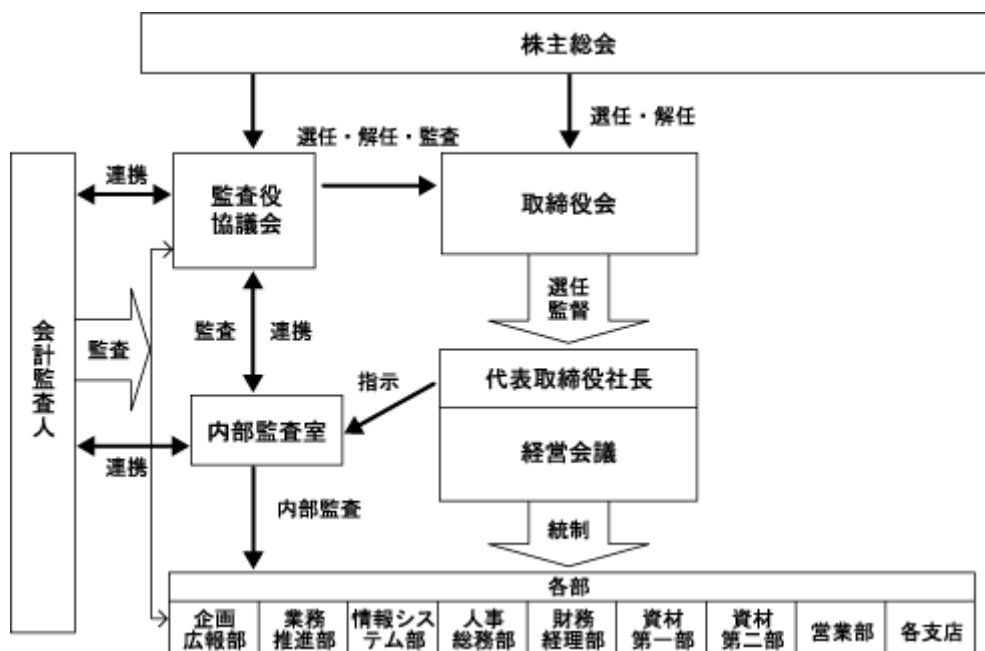 株主総会
選任・解任
選任・解任・監査
連携
監査役
協議会
取締役会
選任
監督
会計監査人
監査
監査
連携
指示
代表取締役社長
内部監査室
経営会議
連携
内部監査
統制
各部
企画
広報部
業務
推進部
情報シス
テム部
人事
総務部
財務
経理部
資材
第一部
資材
第二部
営業部
各支店